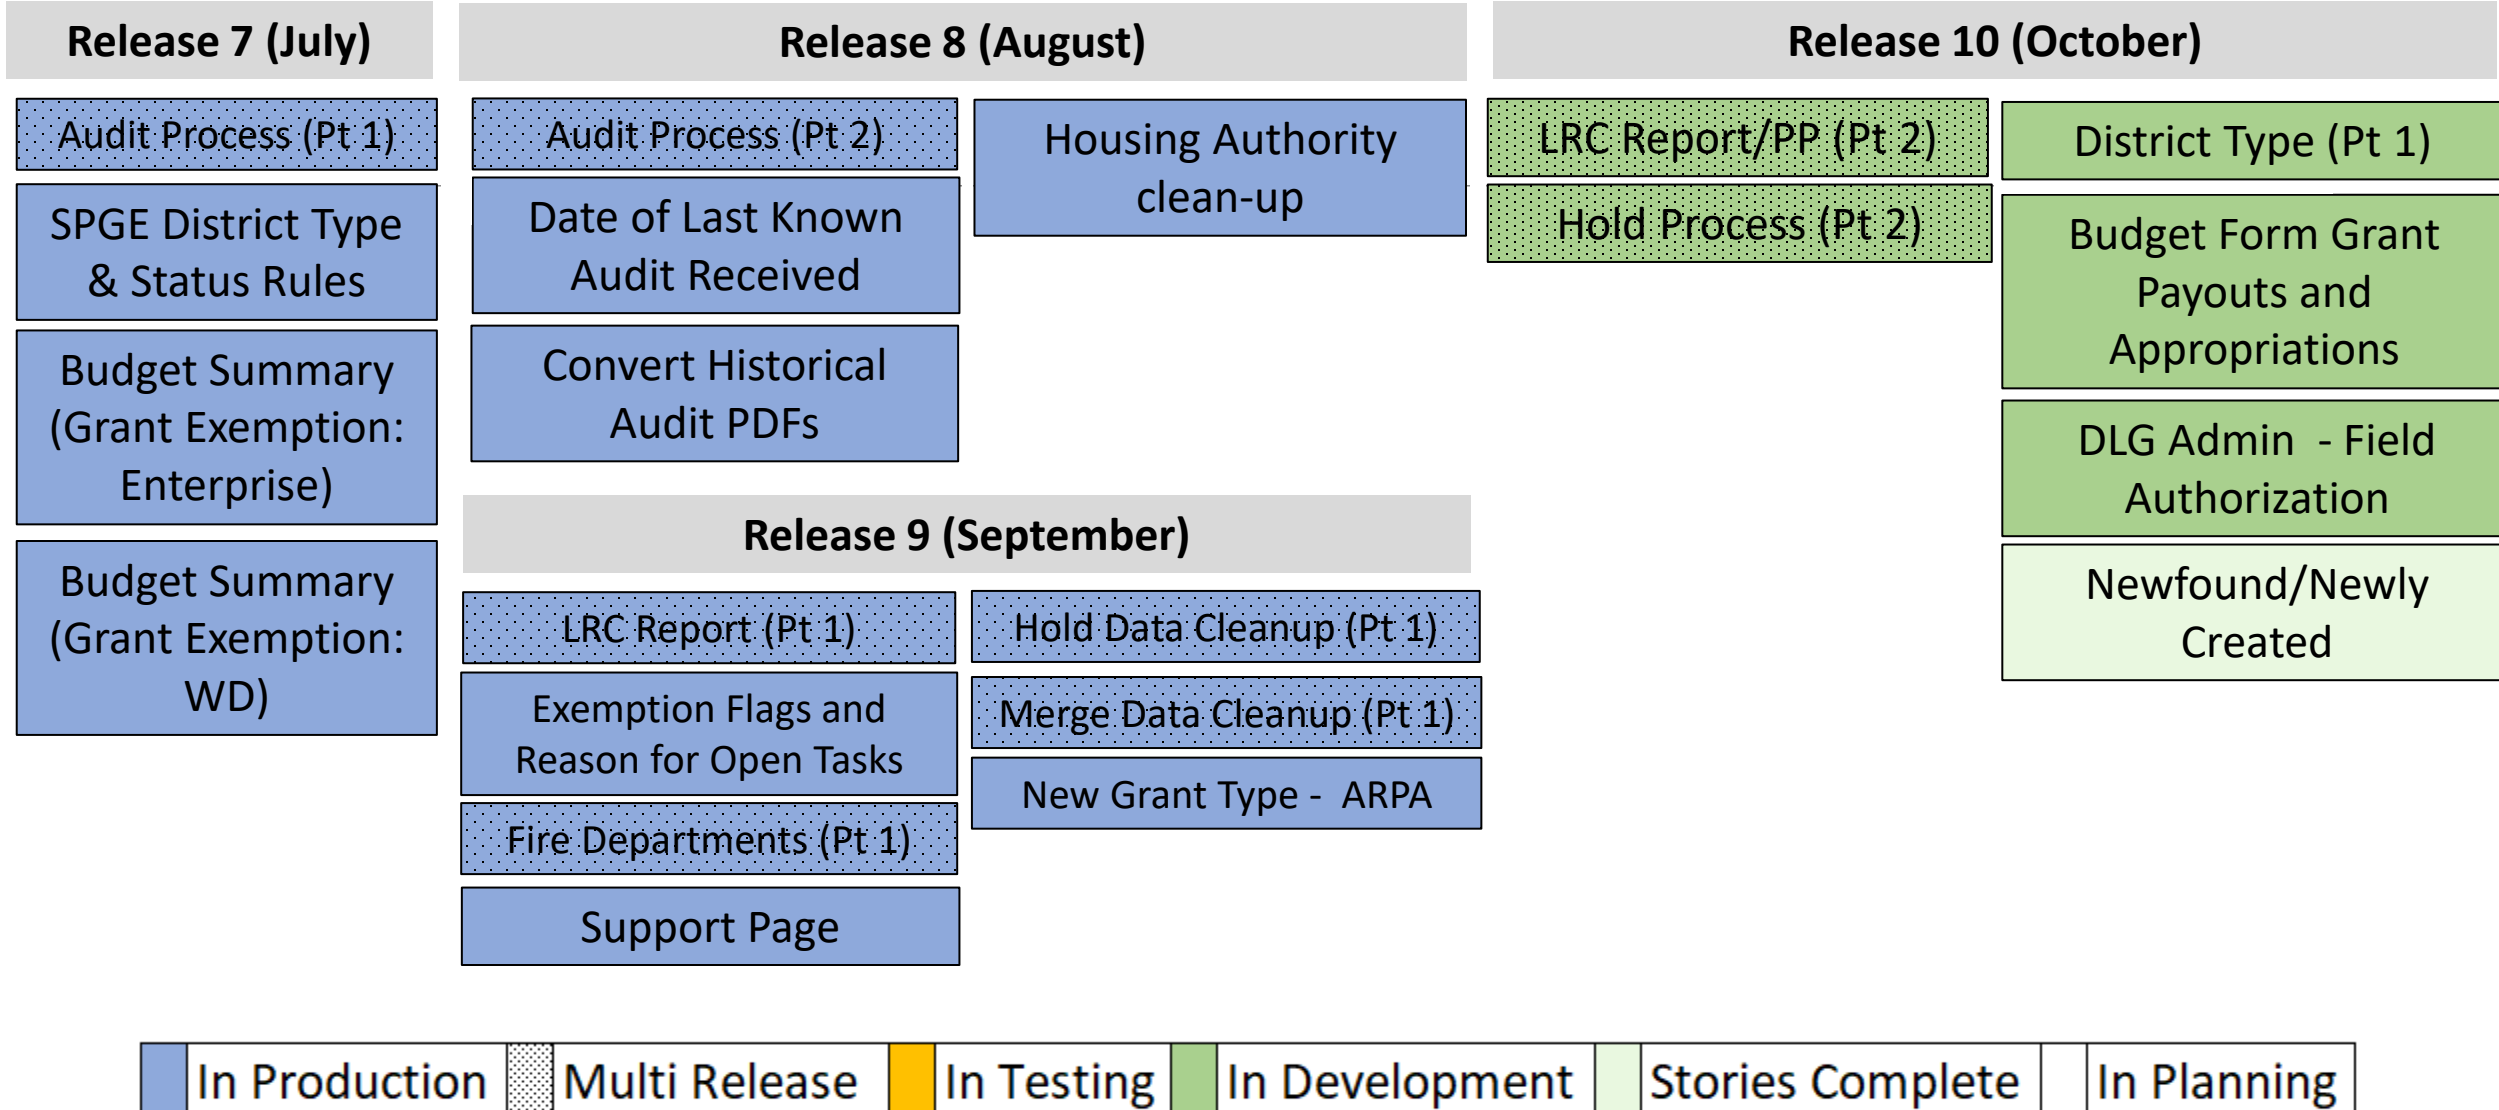 Release 7 (July)
Audit Process (Pt 1)
SPGE District Type
& Status Rules
Budget Summary
(Grant Exemption:
Enterprise)
Budget Summary
(Grant Exemption:
WD)
Release 8 (August)
Audit Process (Pt 2)
Date of Last Known
Audit Received
Convert Historical
Audit PDFs
Housing Authority
clean-up
Release 9 (September)
LRC Report (Pt 1)
Exemption Flags and
Reason for Open Tasks
Fire Departments (Pt 1)
Support Page
Hold Data Cleanup (Pt 1)
Merge Data Cleanup (Pt 1)
New Grant Type - ARPA
Release 10 (October)
LRC Report/PP (Pt 2)
Hold Process (Pt 2)
District Type (Pt 1)
Budget Form Grant
Payouts and
Appropriations
DLG Admin - Field
Authorization
Newfound/Newly
Created
In Production
Multi Release
In Testing
In Development
Stories Complete
In Planning